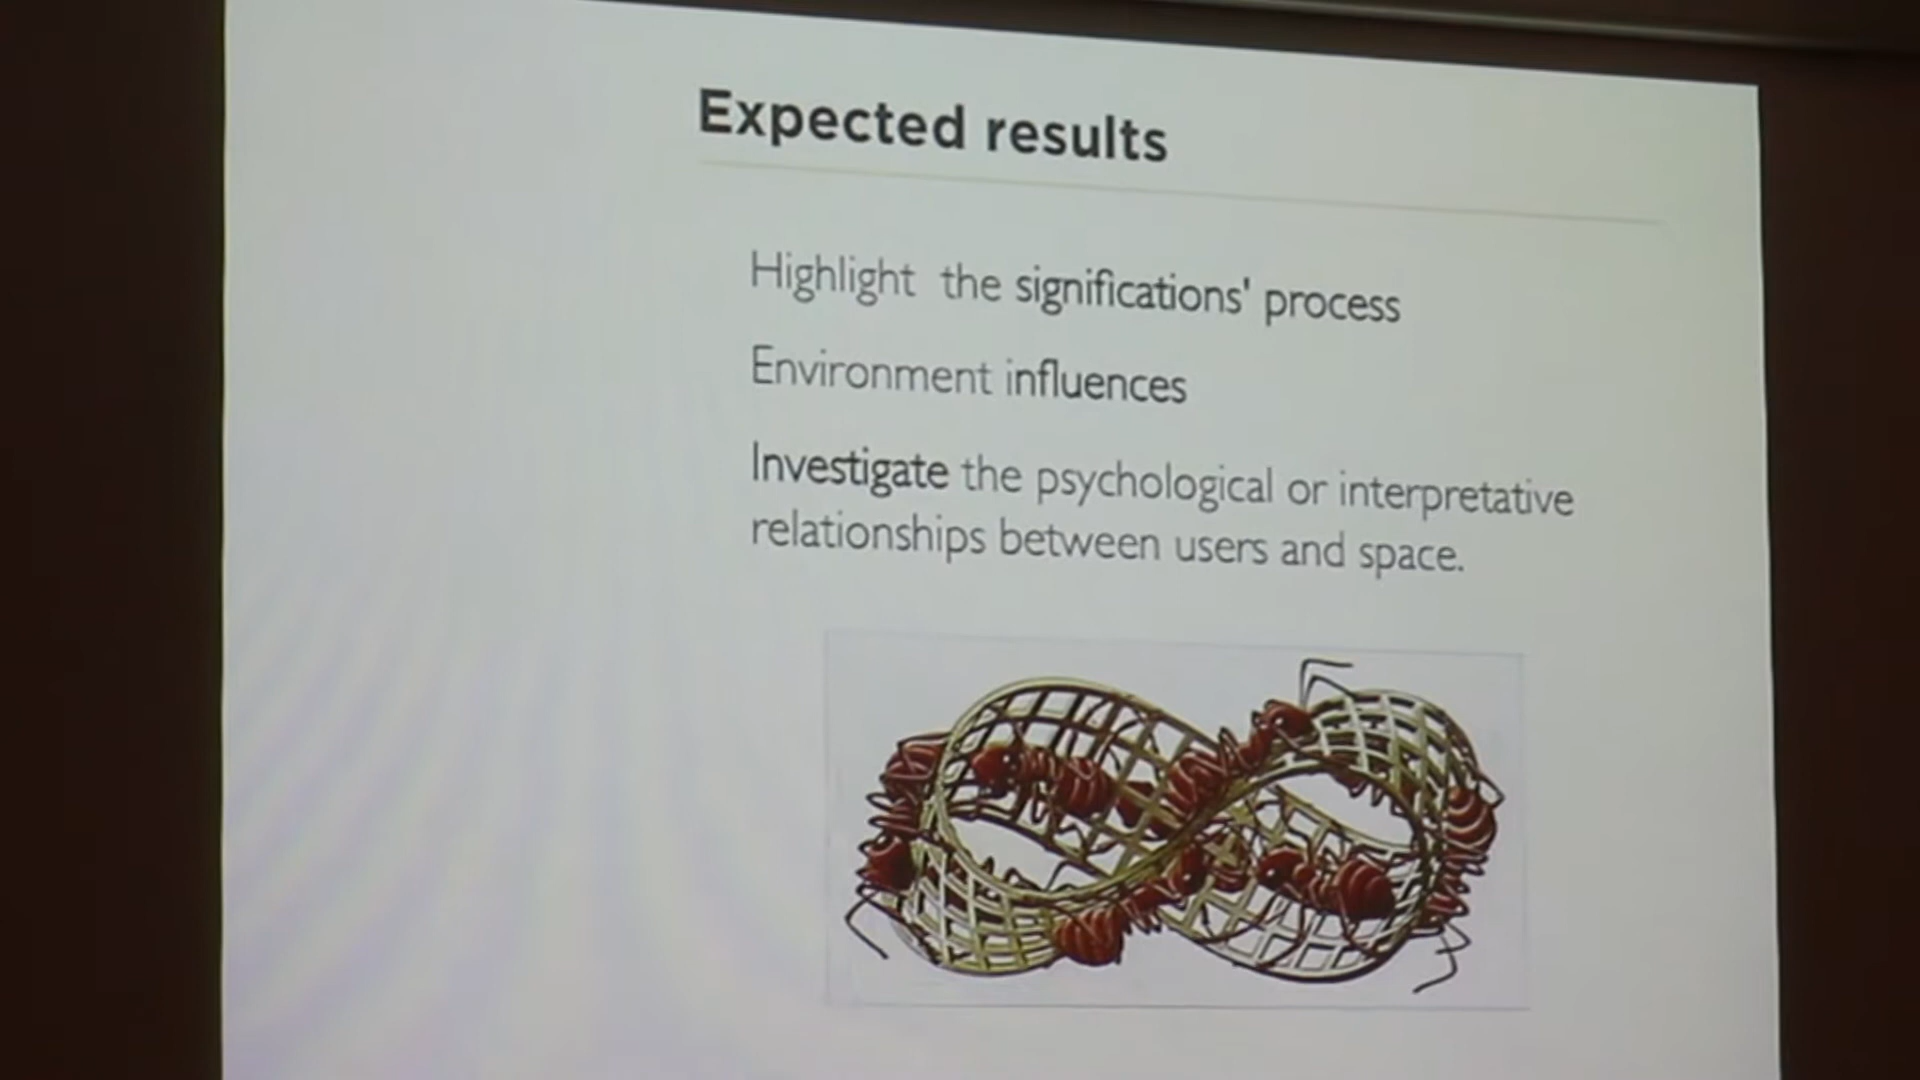 Expected results
Highlight the significations' process
Environment influences
Investigate the psychological or interpretative
relationships between users and space.